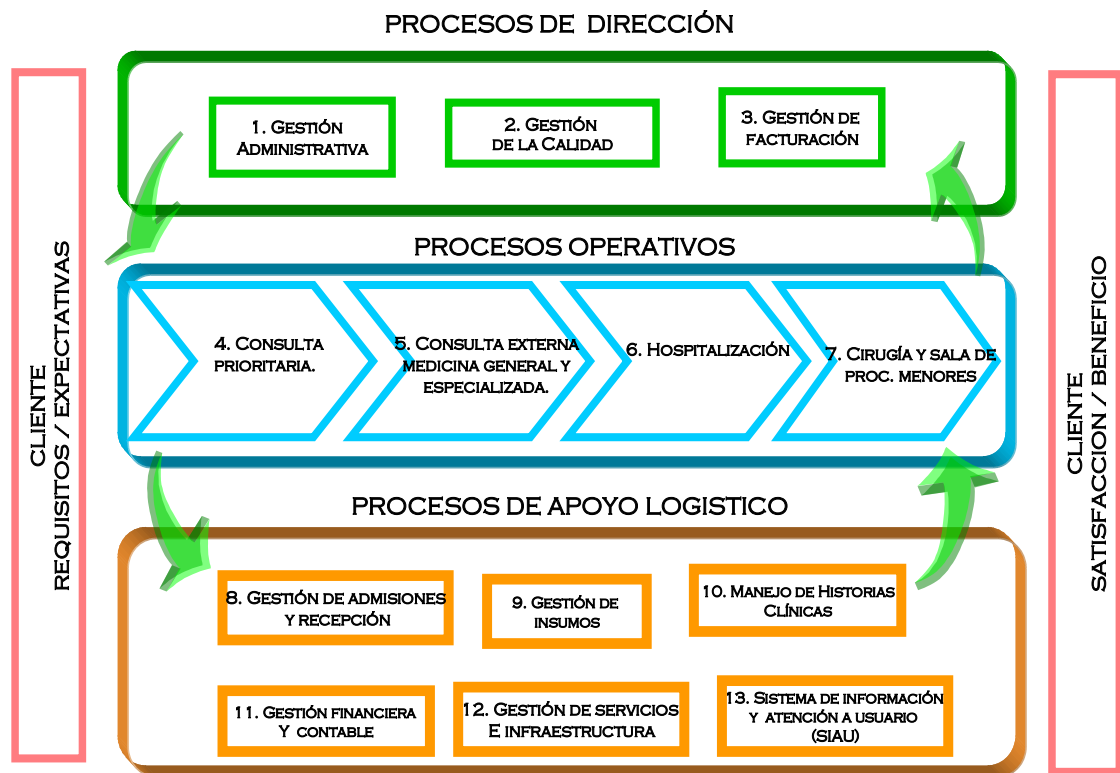 PROCESOS DE DIRECCIÓN
1. GESTIÓN
ADMINISTRATIVA
2. GESTIÓN
DE LA CALIDAD
3. GESTIÓN DE
FACTURACIÓN
CLIENTE
REQUISITOS / EXPECTATIVAS
PROCESOS OPERATIVOS
4. CONSULTA
PRIORITARIA.
5. CONSULTA EXTERNA
MEDICINA GENERAL Y
ESPECIALIZADA.
6. HOSPITALIZACIÓN
7. CIRUGÍA Y SALA DE
PROC. MENORES
CLIENTE
SATISFACCION / BENEFICIO
PROCESOS DE APOYO LOGISTICO
8. GESTIÓN DE ADMISIONES
Y RECEPCIÓN
9. GESTIÓN DE
INSUMOS
10. MANEJO DE HISTORIAS
CLÍNICAS
11. GESTIÓN FINANCIERA
Y CONTABLE
12. GESTIÓN DE SERVICIOS
E INFRAESTRUCTURA
13. SISTEMA DE INFORMACIÓN
Y ATENCIÓN A USUARIO
(SIAU)